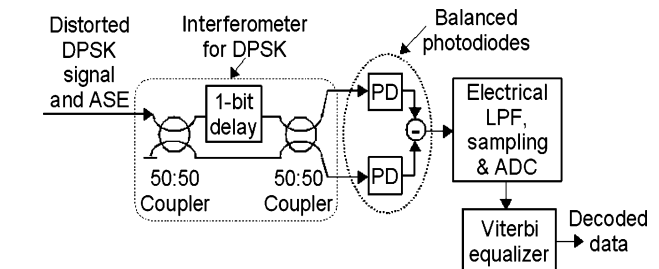 Distorted
DPSK
signal
and ASE
Interferometer
for DPSK
Balanced
photodiodes
1-bit
delay
50:50
Coupler
50:50
Coupler
PD
PD
-
Electrical
LPF,
sampling
& ADC
Viterbi
equalizer
Decoded
data